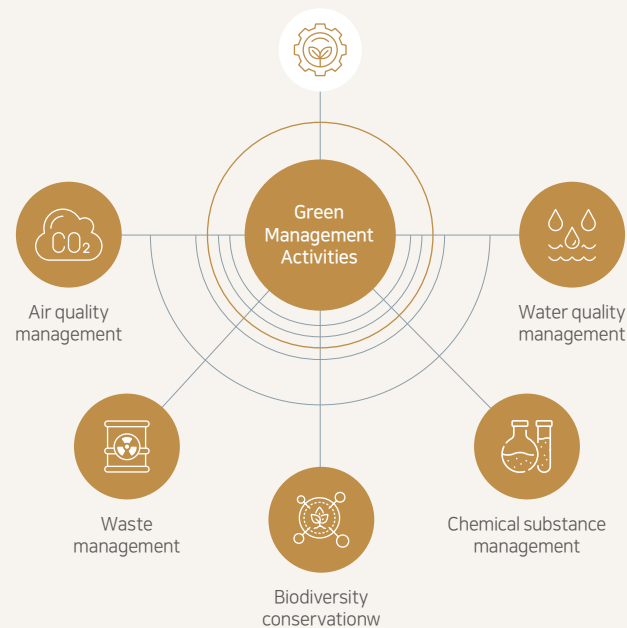 Green
Management
Activities
CO₂
Air quality
management
Water quality
management
Waste
management
Chemical substance
management
Biodiversity
conservationw